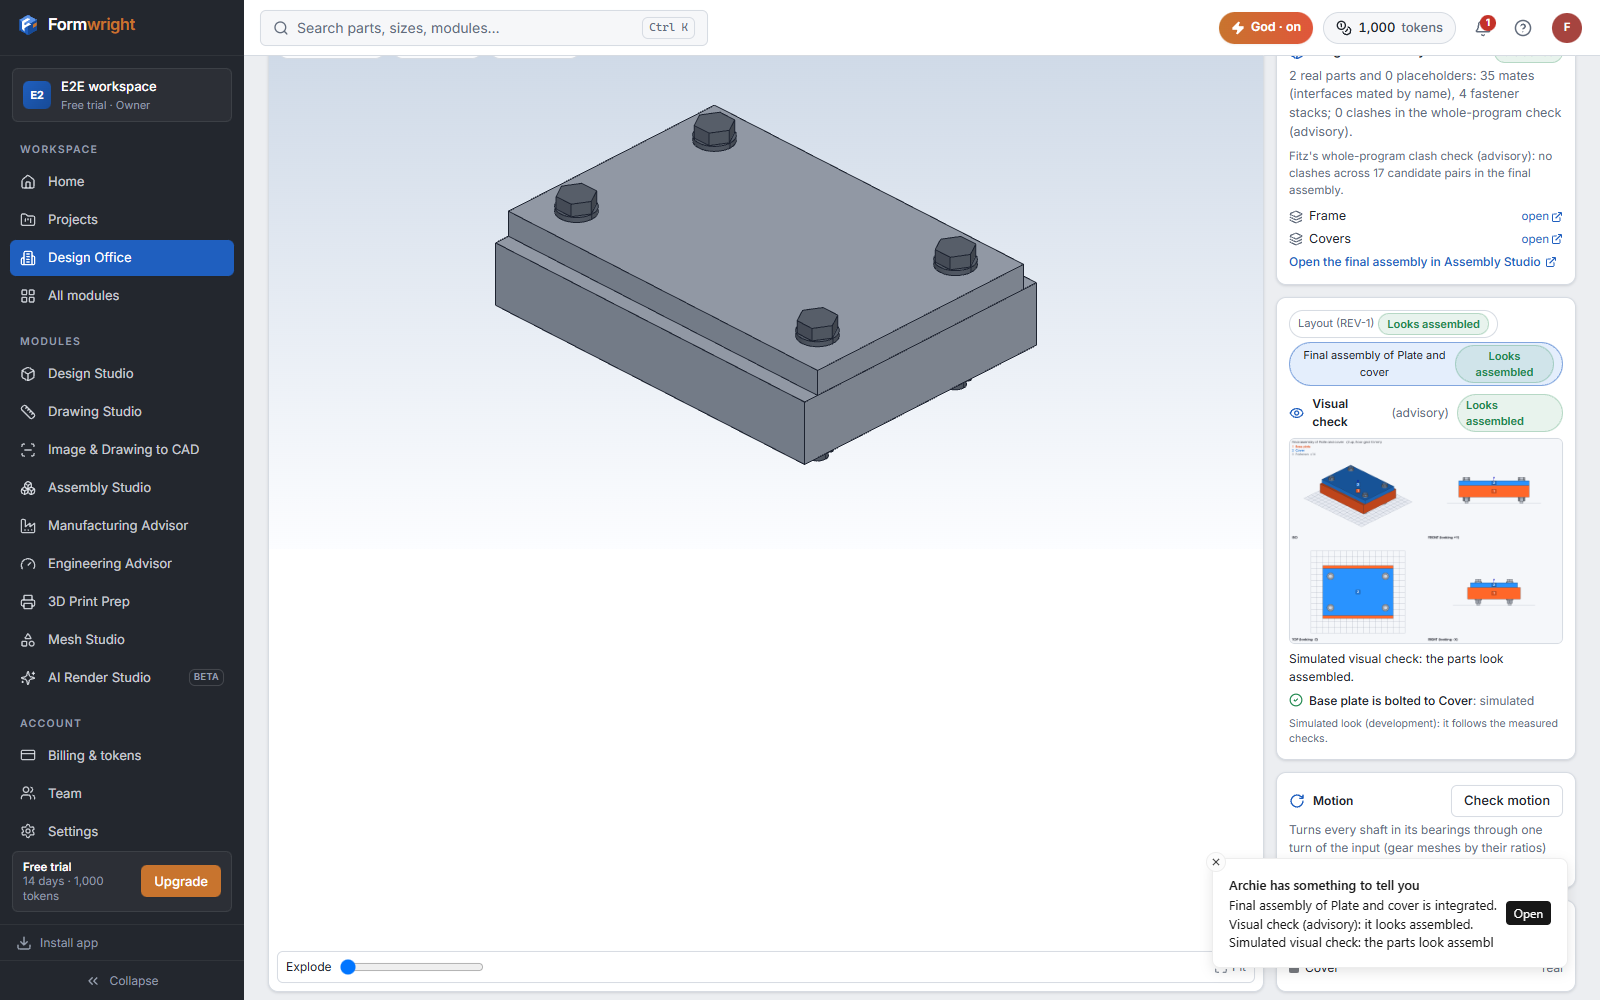 Formwright
Search parts, sizes, modules...
Ctrl K
God · on
1,000 tokens
1
F
E2
E2E workspace
Free trial · Owner
WORKSPACE
Home
Projects
Design Office
All modules
MODULES
Design Studio
Drawing Studio
Image & Drawing to CAD
Assembly Studio
Manufacturing Advisor
Engineering Advisor
3D Print Prep
Mesh Studio
AI Render Studio
BETA
ACCOUNT
Billing & tokens
Team
Settings
Free trial
14 days · 1,000
tokens
Upgrade
Install app
Collapse
Explode
2 real parts and 0 placeholders: 35 mates
(interfaces mated by name), 4 fastener
stacks; 0 clashes in the whole-program check
(advisory).
Fitz's whole-program clash check (advisory): no
clashes across 17 candidate pairs in the final
assembly.
Frame
open
Covers
open
Open the final assembly in Assembly Studio
Layout (REV-1)
Looks assembled
Final assembly of Plate and
cover
Looks
assembled
Visual
check
(advisory)
Looks
assembled
Simulated visual check: the parts look
assembled.
Base plate is bolted to Cover: simulated
Simulated look (development): it follows the measured
checks.
Motion
Check motion
Turns every shaft in its bearings through one
turn of the input (gear meshes by their ratios)
Archie has something to tell you
Final assembly of Plate and cover is integrated.
Visual check (advisory): it looks assembled.
Simulated visual check: the parts look assembl
Open